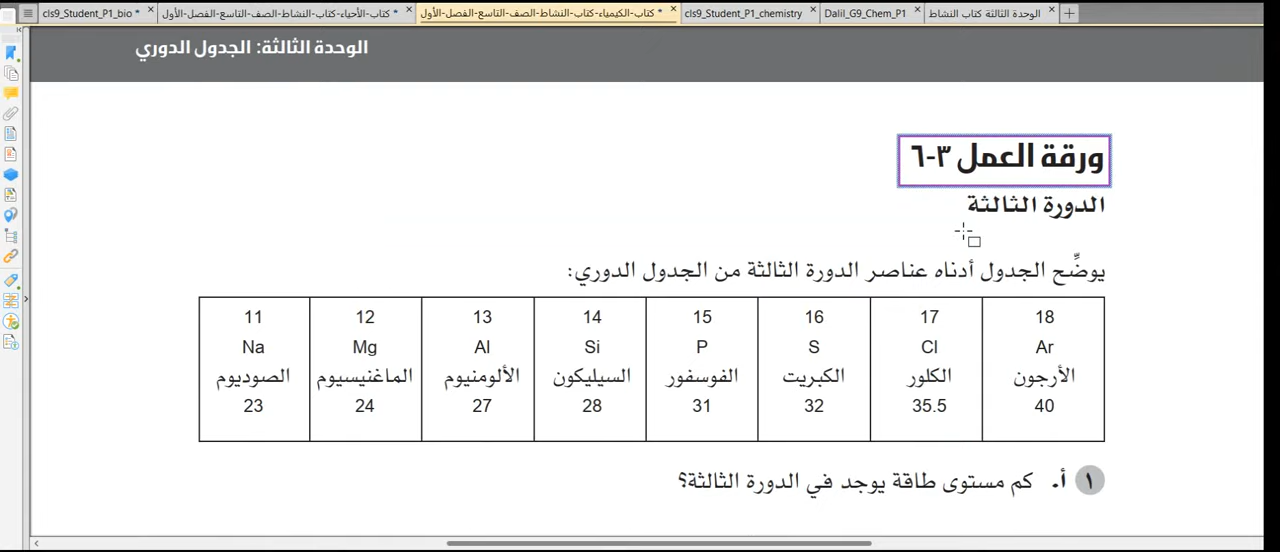 cls9_Student_P1_bio *
كتاب-الأحياء-كتاب-النشاط-الصف-التاسع-الفصل-الأول *
كتاب-الكيمياء-كتاب-النشاط-الصف-التاسع-الفصل-الأول *
cls9_Student_P1_chemistry
Dalil_G9_Chem_P1
الوحدة الثالثة كتاب النشاط
الوحدة الثالثة: الجدول الدوري
ورقة العمل ٣-٦
الدورة الثالثة
يوضِّح الجدول أدناه عناصر الدورة الثالثة من الجدول الدوري:
11 12 13 14 15 16 17 18
Na Mg Al Si P S Cl Ar
الصوديوم الماغنيسيوم الألومنيوم السيليكون الفوسفور الكبريت الكلور الأرجون
23 24 27 28 31 32 35.5 40
١ أ. كم مستوى طاقة يوجد في الدورة الثالثة؟